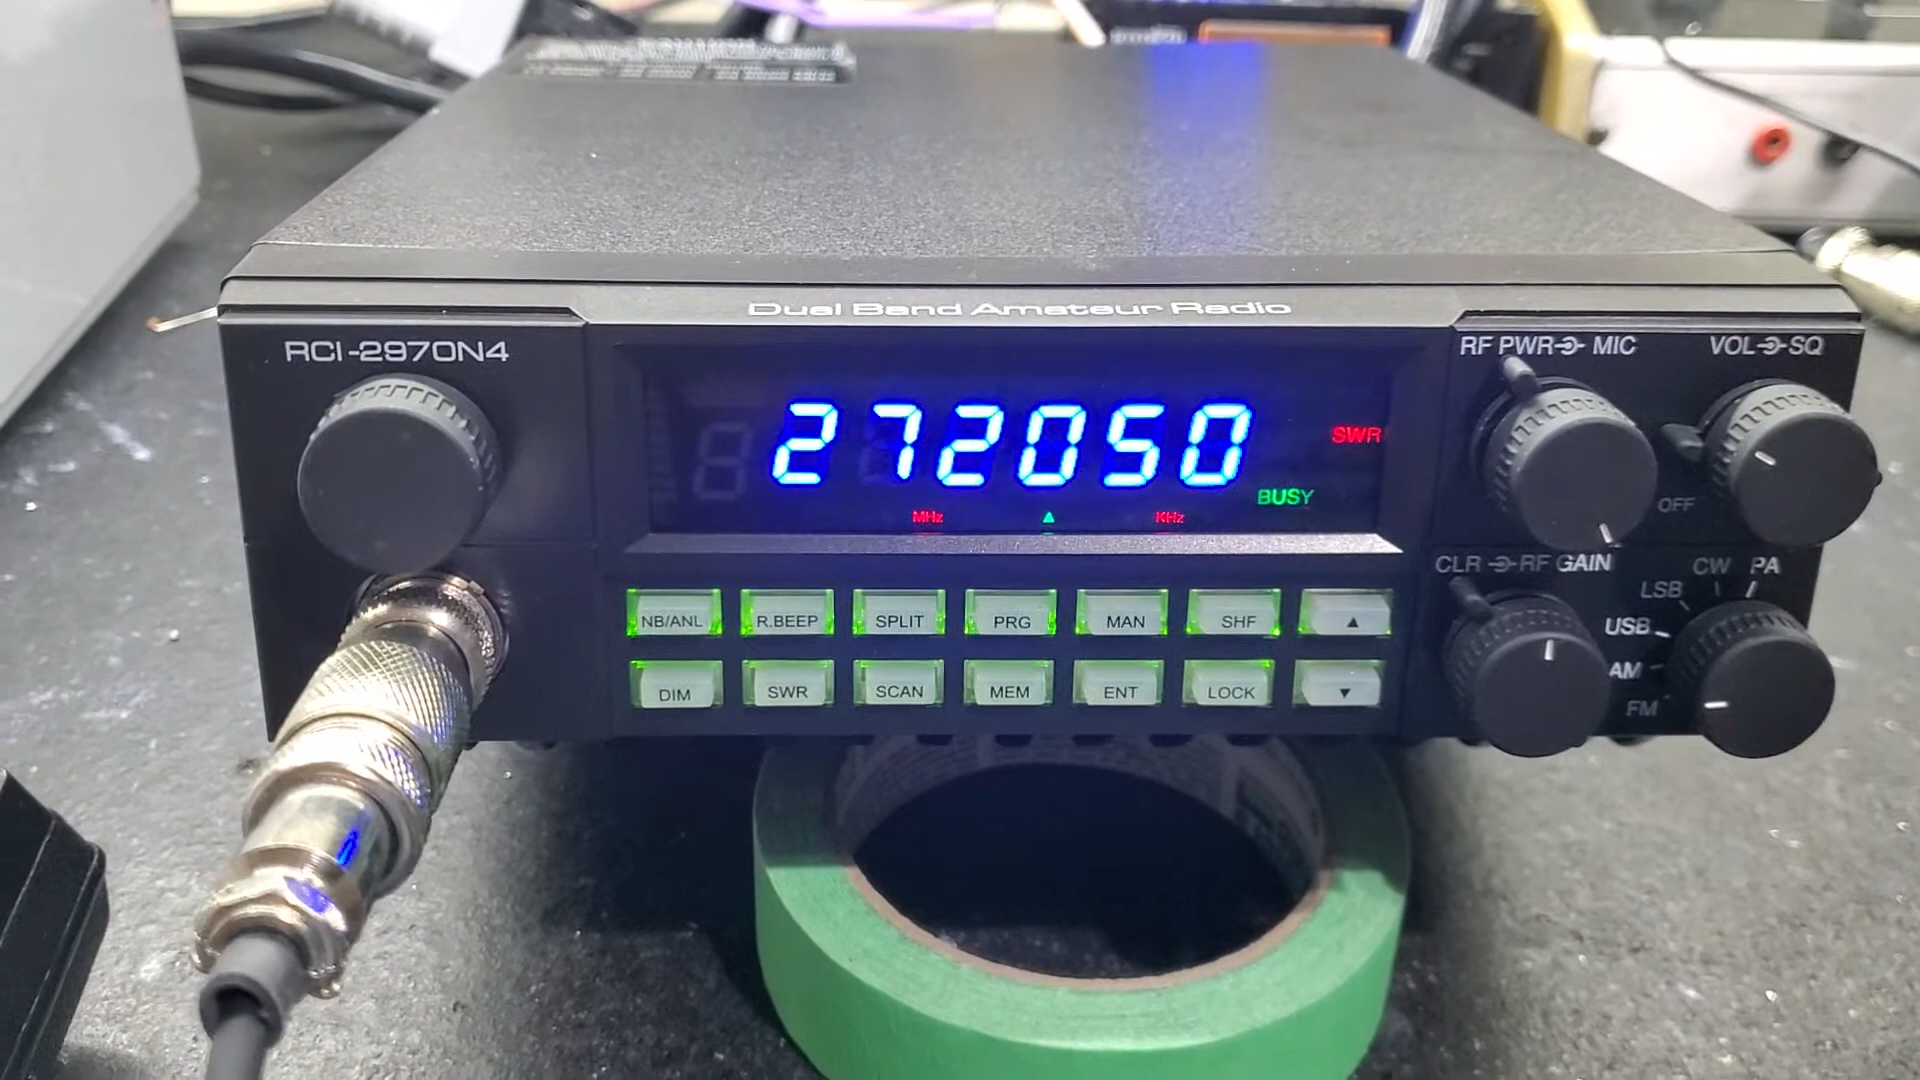 Dual Band Amateur Radio
RCI-2970N4
RF PWR MIC
VOL SQ
272050
SWR
BUSY
MHz ▲ KHz
OFF
CLR RF GAIN
CW PA
LSB
USB
AM
FM
NB/ANL R.BEEP SPLIT PRG MAN SHF ▲
DIM SWR SCAN MEM ENT LOCK ▼